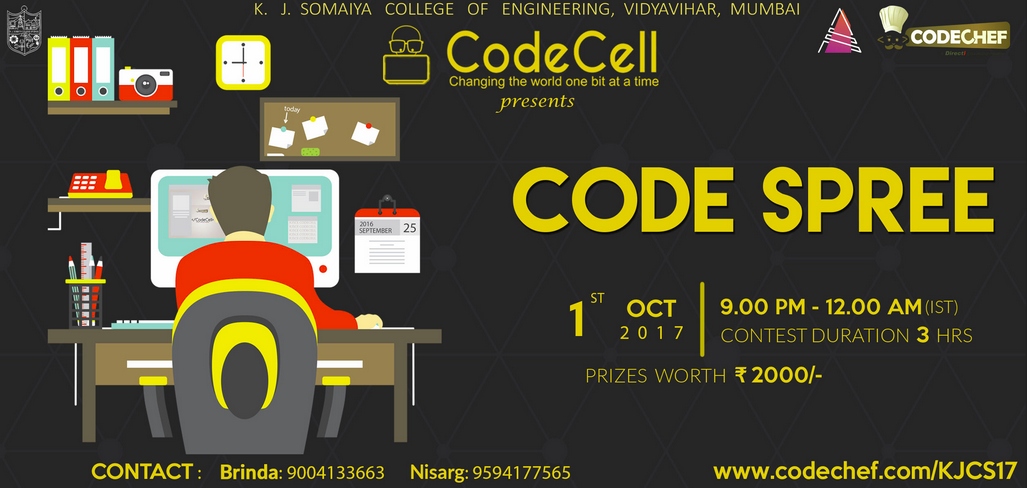 K. J. SOMAIYA COLLEGE OF ENGINEERING, VIDYAVIHAR, MUMBAI
CodeCell
Changing the world one bit at a time
presents
CODECHEF
today
CODE SPREE
2016
SEPTEMBER 25
1ST OCT
2017
9.00 PM - 12.00 AM (IST)
CONTEST DURATION 3 HRS
PRIZES WORTH ₹ 2000/-
CONTACT : Brinda: 9004133663 Nisarg: 9594177565
www.codechef.com/KJCS17